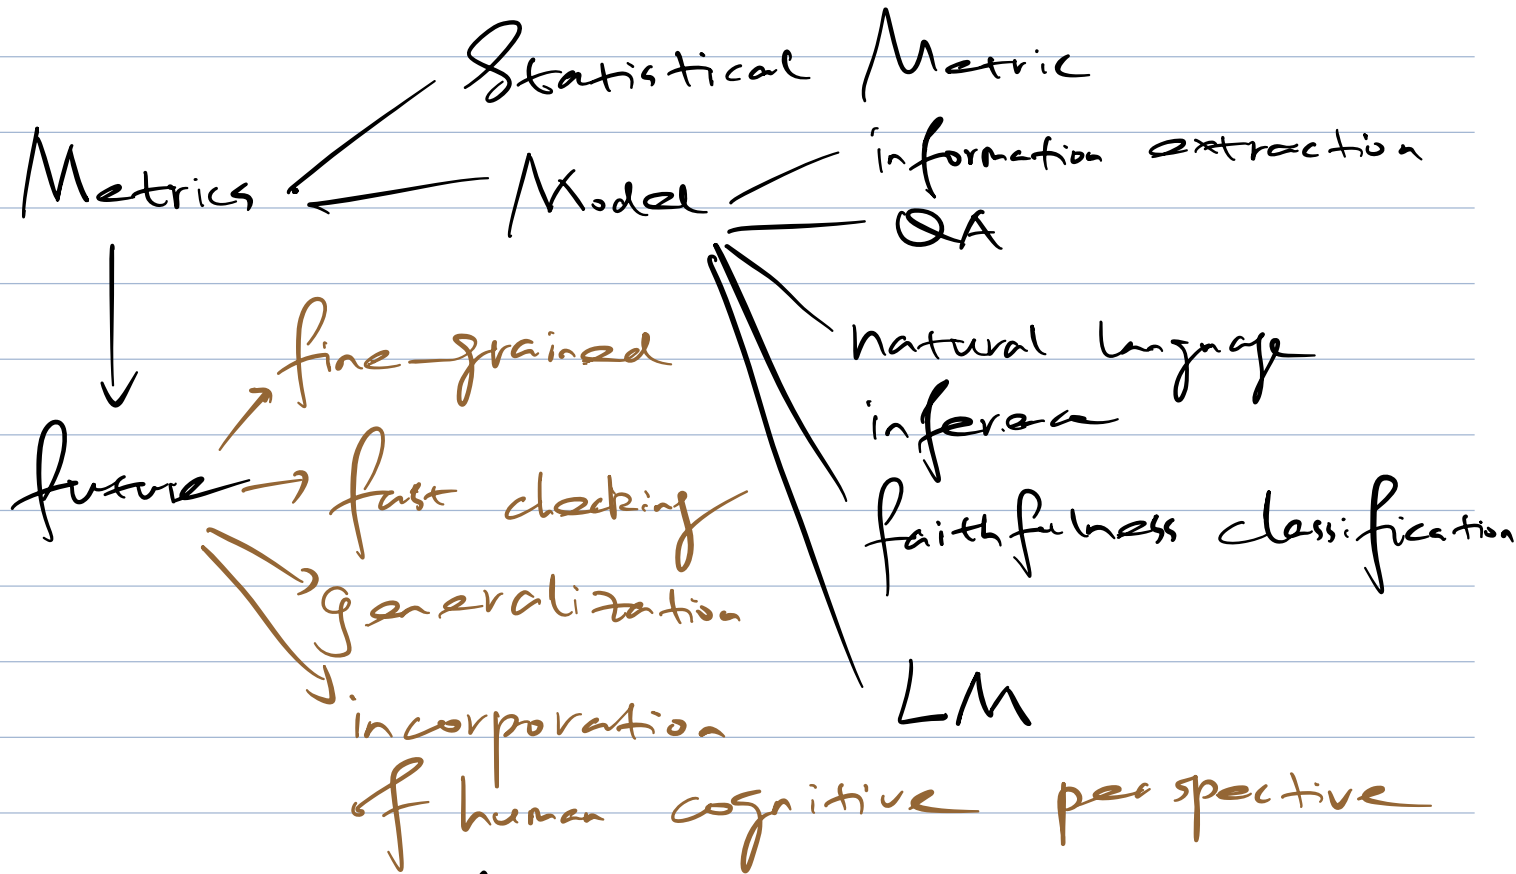 Statistical Metric
Metrics
Model
information extraction
QA
natural language
inference
faithfulness classification
LM
future
fine-grained
fast checking
generalization
incorporation
of human cognitive perspective